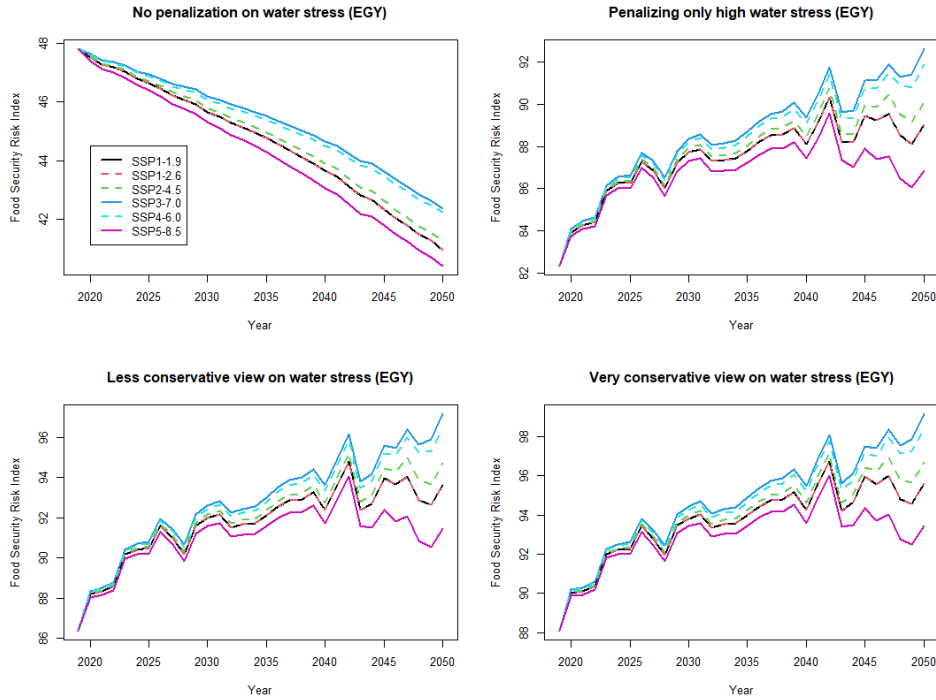 No penalization on water stress (EGY)
Food Security Risk Index
48
46
44
42
SSP1-1.9
SSP1-2.6
SSP2-4.5
SSP3-7.0
SSP4-6.0
SSP5-8.5
2020 2025 2030 2035 2040 2045 2050
Year
Penalizing only high water stress (EGY)
Food Security Risk Index
92
90
88
86
84
82
2020 2025 2030 2035 2040 2045 2050
Year
Less conservative view on water stress (EGY)
Food Security Risk Index
96
94
92
90
88
86
2020 2025 2030 2035 2040 2045 2050
Year
Very conservative view on water stress (EGY)
Food Security Risk Index
98
96
94
92
90
88
2020 2025 2030 2035 2040 2045 2050
Year